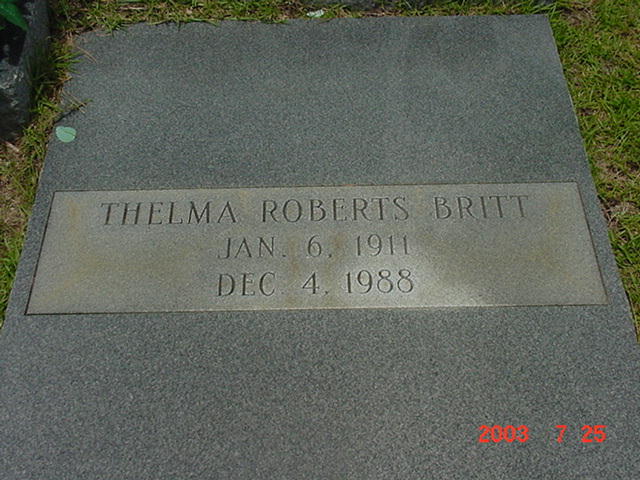 THELMA ROBERTS BRITT
JAN. 6, 1911
DEC. 4, 1988
2003 7 25